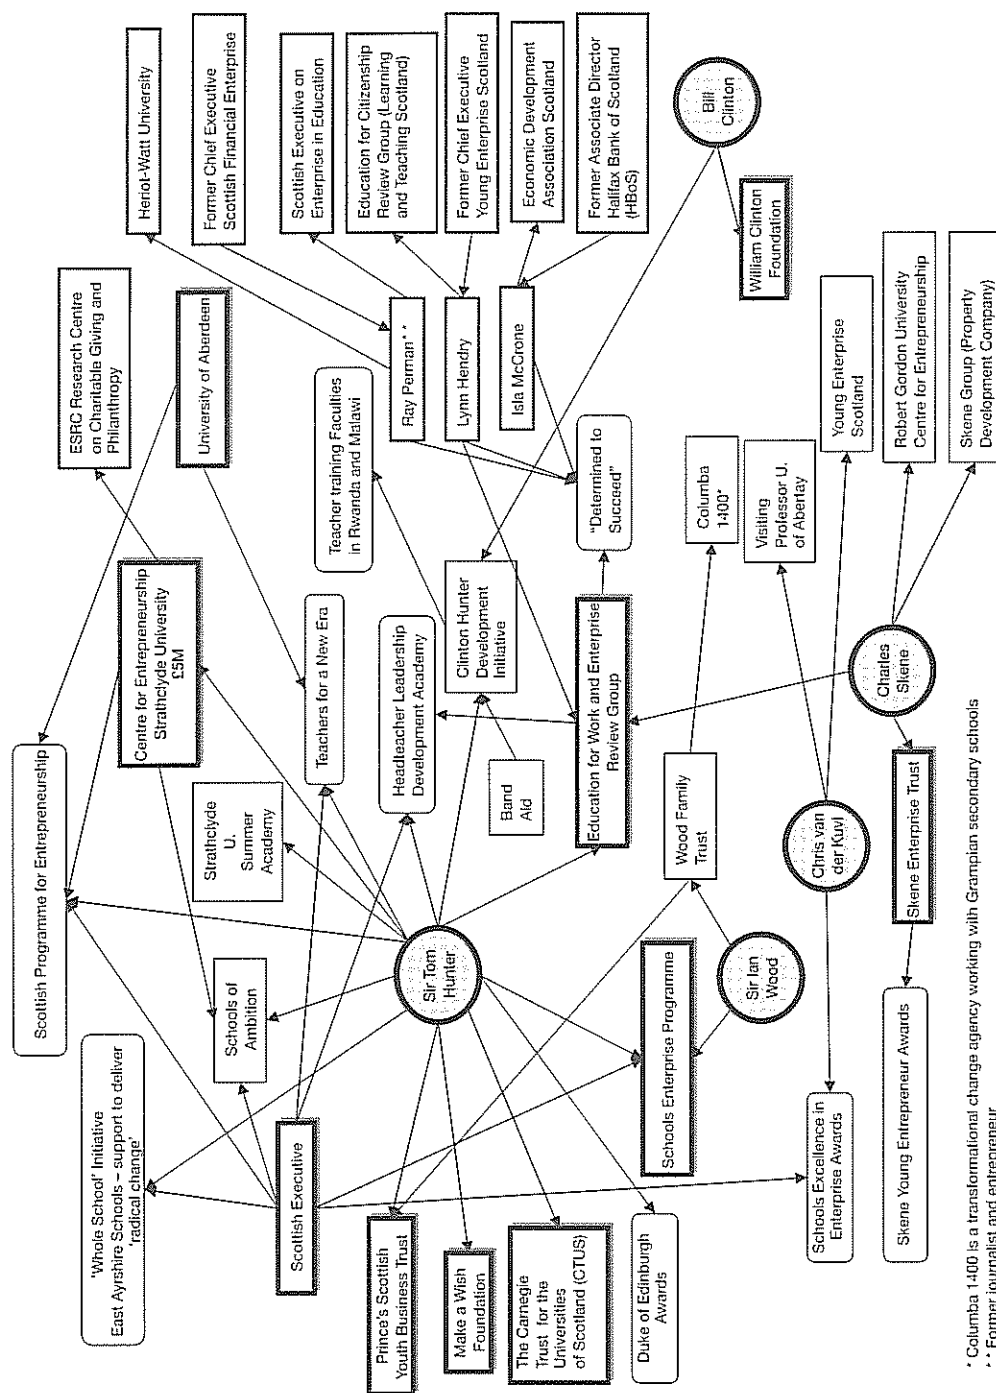 Scottish Programme for Entrepreneurship
'Whole School' Initiative
East Ayrshire Schools – support to deliver
'radical change'
ESRC Research Centre
on Charitable Giving and
Philanthropy
Heriot-Watt University
Centre for Entrepreneurship
Strathclyde University
£5M
University of Aberdeen
Former Chief Executive
Scottish Financial Enterprise
Schools of
Ambition
Strathclyde
U.
Summer
Academy
Scottish Executive
Teachers for a New Era
Scottish Executive on
Enterprise in Education
Teacher training Faculties
in Rwanda and Malawi
Education for Citizenship
Review Group (Learning
and Teaching Scotland)
Prince's Scottish
Youth Business Trust
Headteacher Leadership
Development Academy
Ray Perman* *
Sir Tom
Hunter
Make a Wish
Foundation
Clinton Hunter
Development
Initiative
Lynn Hendry
Former Chief Executive
Young Enterprise Scotland
The Carnegie
Trust for the
Universities
of Scotland (CTUS)
Band
Aid
Isla McCrone
Economic Development
Association Scotland
Education for Work and Enterprise
Review Group
"Determined to
Succeed"
Former Associate Director
Halifax Bank of Scotland
(HBoS)
Duke of Edinburgh
Awards
Schools Enterprise Programme
Wood Family
Trust
Columba
1400*
Bill
Clinton
Sir Ian
Wood
William Clinton
Foundation
Visiting
Professor U.
of Abertay
Schools Excellence in
Enterprise Awards
Chris van
der Kuyl
Young Enterprise
Scotland
Skene Young Entrepreneur Awards
Skene Enterprise Trust
Charles
Skene
Robert Gordon University
Centre for Entrepreneurship
Skene Group (Property
Development Company)
* Columba 1400 is a transformational change agency working with Grampian secondary schools
* * Former journalist and entrepreneur